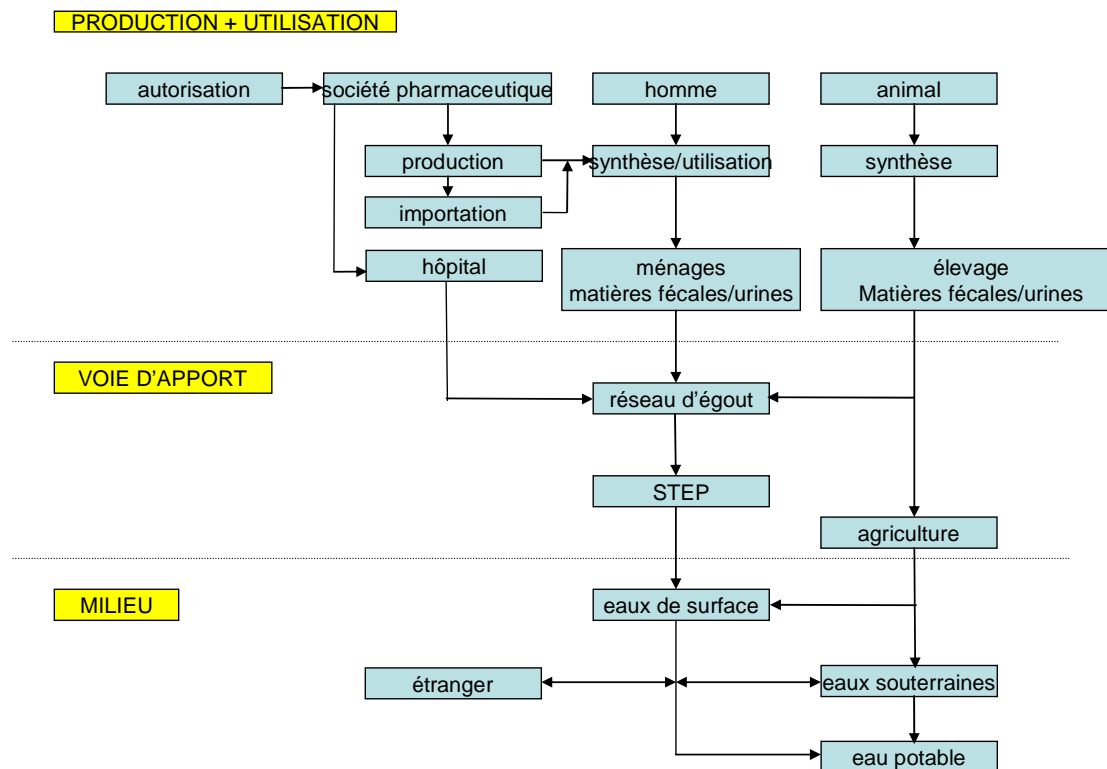 PRODUCTION + UTILISATION
autorisation
société pharmaceutique
homme
animal
production
synthèse/utilisation
synthèse
importation
hôpital
ménages
matières fécales/urines
élevage
Matières fécales/urines
VOIE D'APPORT
réseau d'égout
STEP
agriculture
MILIEU
eaux de surface
étranger
eaux souterraines
eau potable